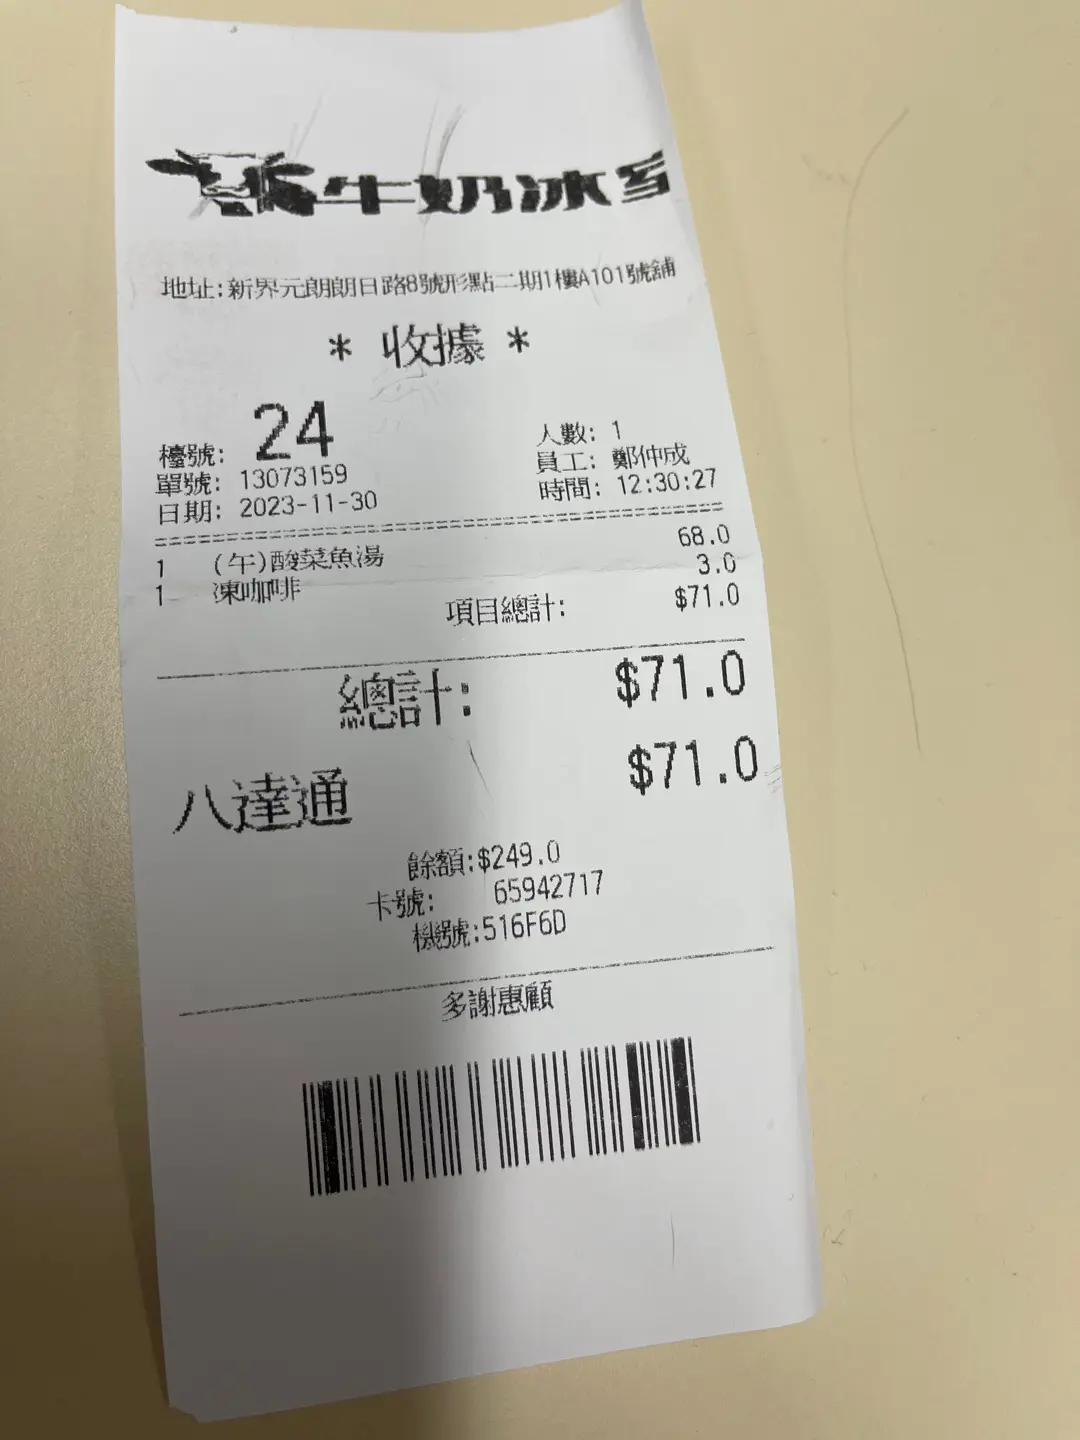 牛奶冰室
地址:新界元朗朗日路8號形點二期1樓A101號舖
* 收據 *
檯號: 24 人數: 1
單號: 13073159 員工: 鄭仲成
日期: 2023-11-30 時間: 12:30:27
1 (午)酸菜魚湯 68.0
1 凍咖啡 3.0
項目總計: $71.0
總計: $71.0
八達通 $71.0
餘額:$249.0
卡號: 65942717
機號:516F6D
多謝惠顧